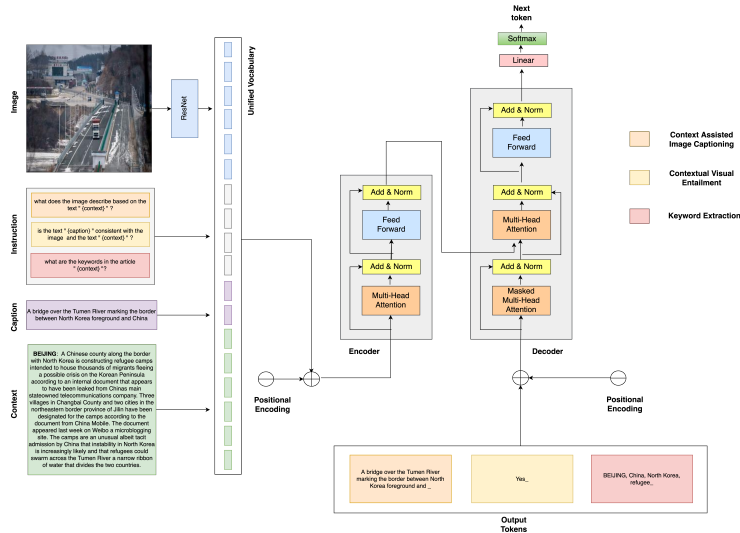 Image
ResNet
Unified Vocabulary
Instruction
what does the image describe based on the
text " {context} " ?
is the text " {caption} " consistent with the
image and the text " {context} " ?
what are the keywords in the article
" {context} "?
Caption
A bridge over the Tumen River marking the border
between North Korea foreground and China
Context
BEIJING: A Chinese county along the border
with North Korea is constructing refugee camps
intended to house thousands of migrants fleeing
a possible crisis on the Korean Peninsula
according to an internal document that appears
to have been leaked from Chinas main
stateowned telecommunications company. Three
villages in Changbai County and two cities in the
northeastern border province of Jilin have been
designated for the camps according to the
document from China Mobile. The document
appeared last week on Weibo a microblogging
site. The camps are an unusual albeit tacit
admission by China that instability in North Korea
is increasingly likely and that refugees could
swarm across the Tumen River a narrow ribbon
of water that divides the two countries.
Positional
Encoding
Add & Norm
Feed
Forward
Add & Norm
Multi-Head
Attention
Encoder
Next
token
Softmax
Linear
Add & Norm
Feed
Forward
Add & Norm
Multi-Head
Attention
Add & Norm
Masked
Multi-Head
Attention
Decoder
Positional
Encoding
Context Assisted
Image Captioning
Contextual Visual
Entailment
Keyword Extraction
A bridge over the Tumen River
marking the border between North
Korea foreground and _
Yes_
BEIJING, China, North Korea,
refugee_
Output
Tokens